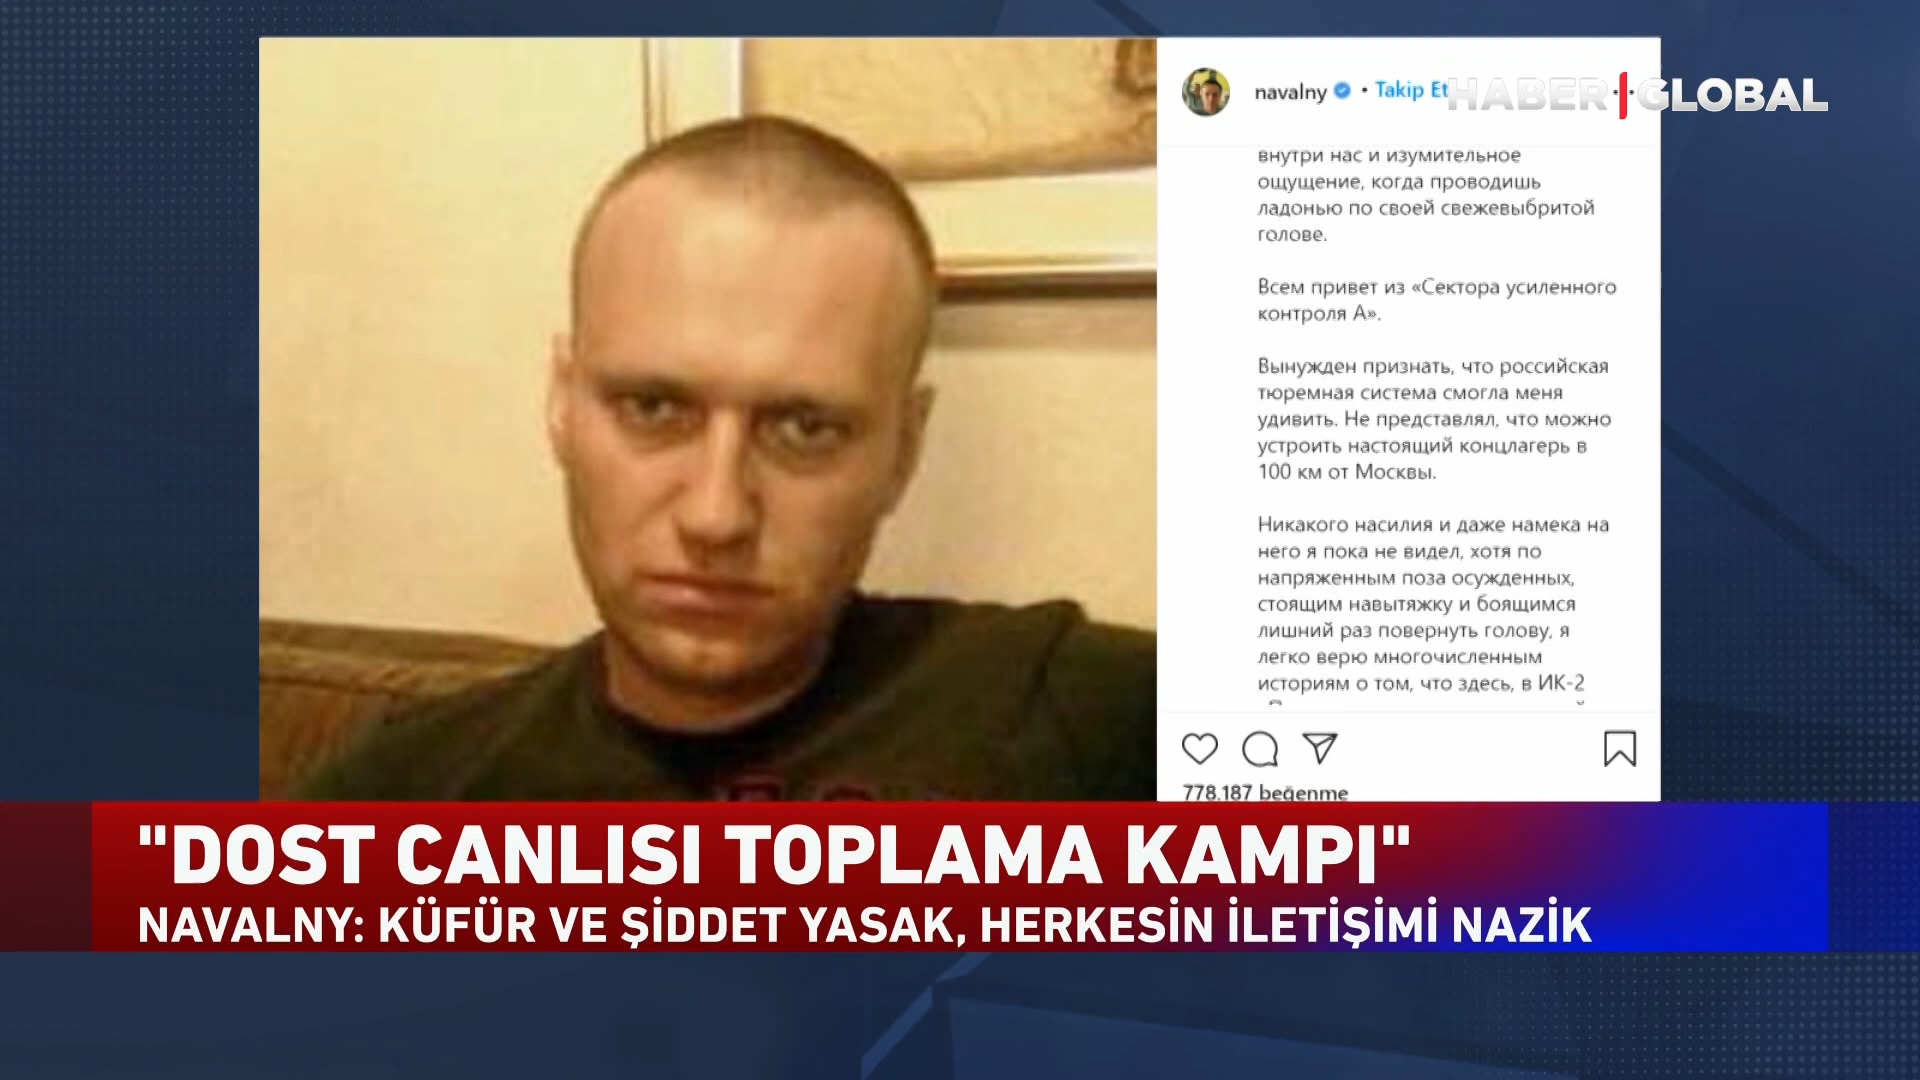 navalny • Takip Et
HABER GLOBAL
внутри нас и изумительное
ощущение, когда проводишь
ладонью по своей свежевыбритой
голове.
Всем привет из «Сектора усиленного
контроля А».
Вынужден признать, что российская
тюремная система смогла меня
удивить. Не представлял, что можно
устроить настоящий концлагерь в
100 км от Москвы.
Никакого насилия и даже намека на
него я пока не видел, хотя по
напряженным поза осужденных,
стоящим навытяжку и боящимся
лишний раз повернуть голову, я
легко верю многочисленным
историям о том, что здесь, в ИК-2
778.187 beğenme
"DOST CANLISI TOPLAMA KAMPI"
NAVALNY: KÜFÜR VE ŞİDDET YASAK, HERKESİN İLETİŞİMİ NAZİK